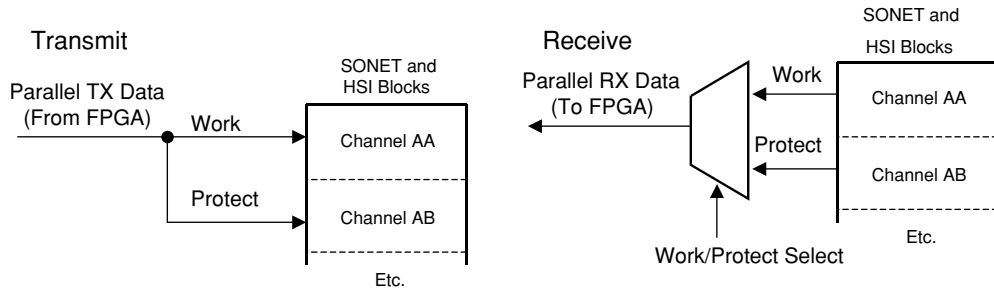 Transmit
SONET and
HSI Blocks
Parallel TX Data
(From FPGA)
Work
Channel AA
Protect
Channel AB
Etc.
SONET and
HSI Blocks
Receive
Parallel RX Data
(To FPGA)
Work
Channel AA
Protect
Channel AB
Work/Protect Select
Etc.